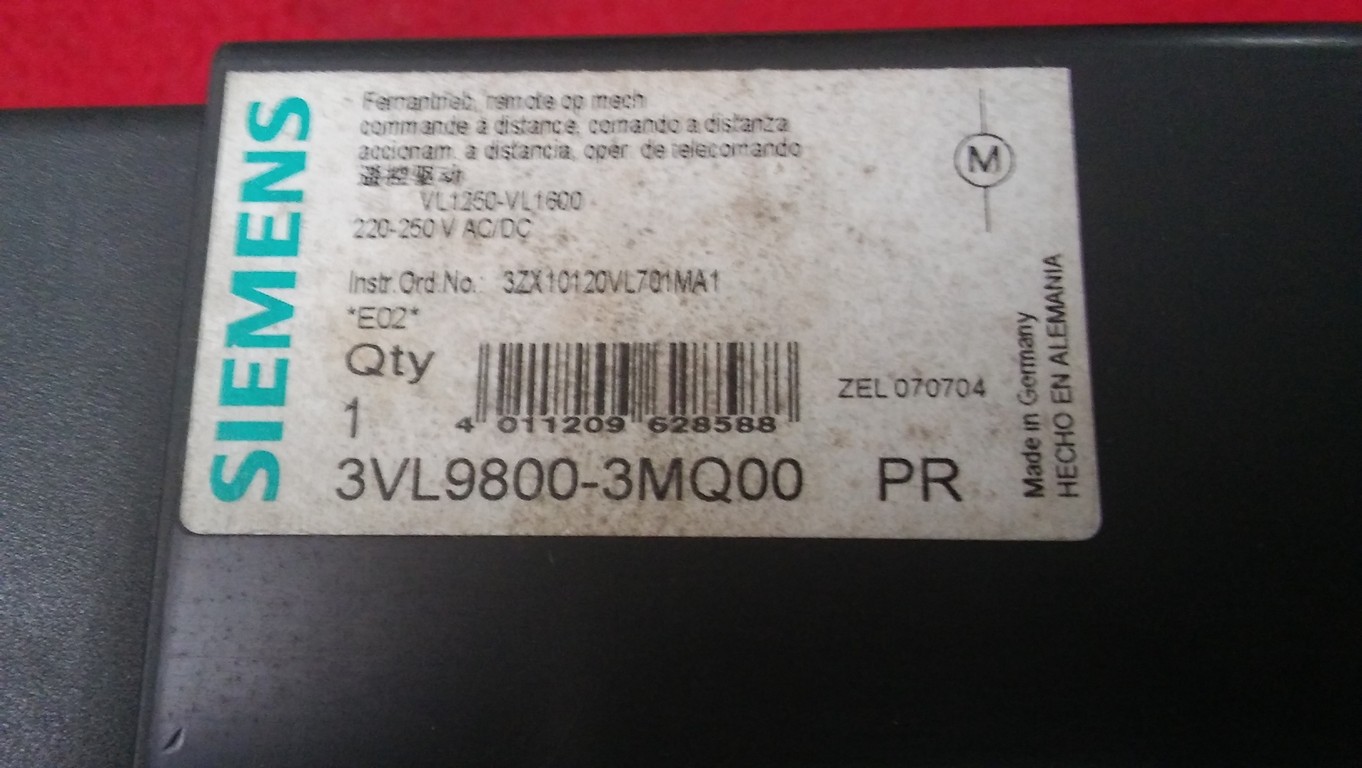 SIEMENS
Fernantrieb, remote op mech
commande à distance, comando a distanza
accionam. a distancia, oper. de telecomando
遥控驱动
VL1250-VL1600
220-250 V AC/DC
M
Instr.Ord.No.: 3ZX10120VL701MA1
*E02*
Qty
1
4 011209 628588
ZEL 070704
3VL9800-3MQ00 PR
Made in Germany
HECHO EN ALEMANIA